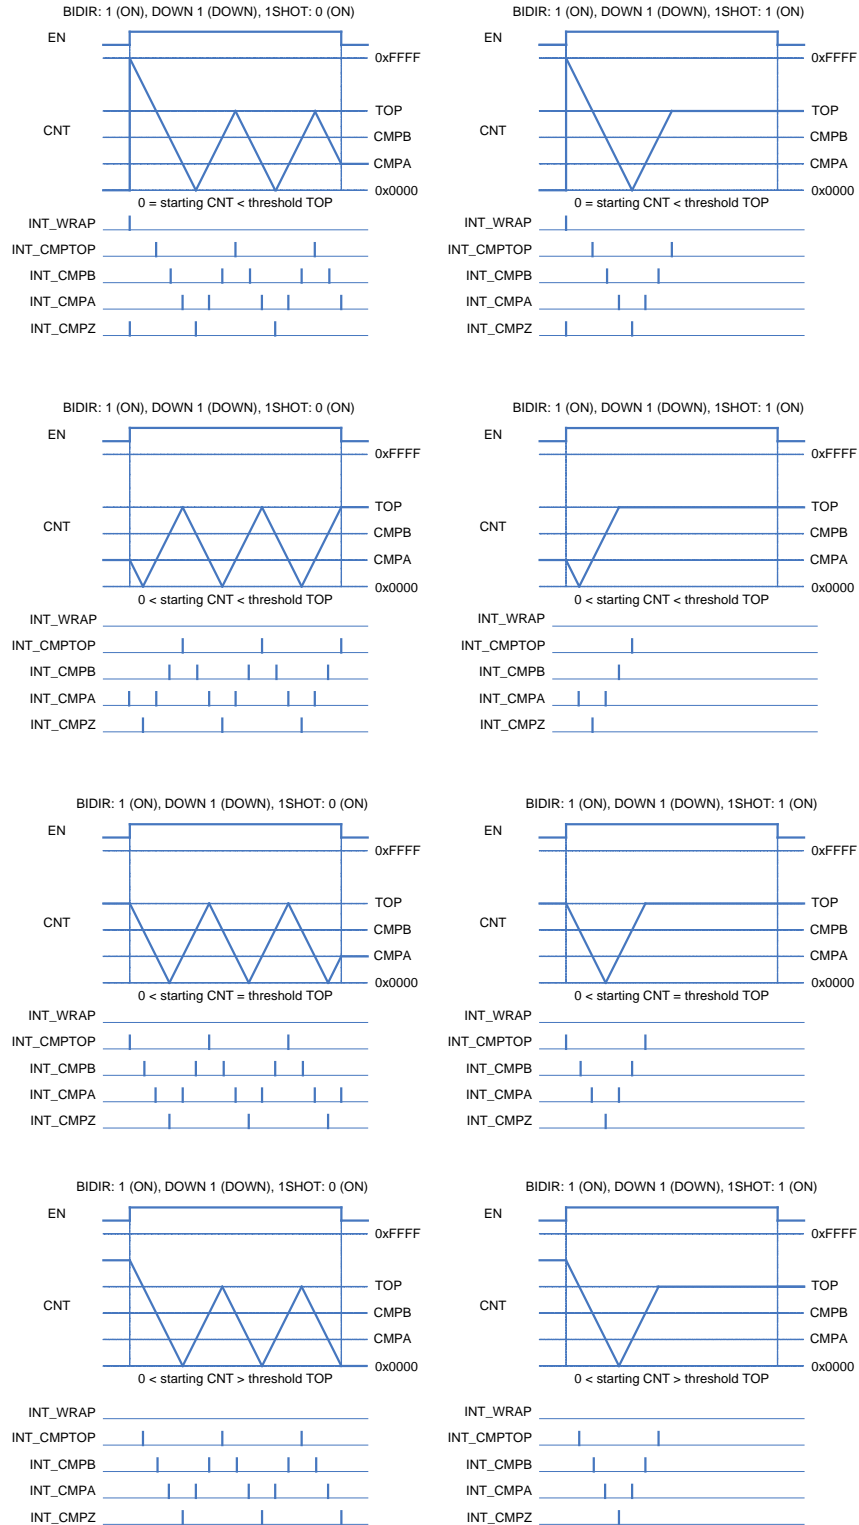 BIDIR: 1 (ON), DOWN 1 (DOWN), 1SHOT: 0 (ON)
EN
0xFFFF
TOP
CNT
CMPB
CMPA
0x0000
0 = starting CNT < threshold TOP
INT_WRAP
INT_CMPTOP
INT_CMPB
INT_CMPA
INT_CMPZ
BIDIR: 1 (ON), DOWN 1 (DOWN), 1SHOT: 1 (ON)
EN
0xFFFF
TOP
CNT
CMPB
CMPA
0x0000
0 = starting CNT < threshold TOP
INT_WRAP
INT_CMPTOP
INT_CMPB
INT_CMPA
INT_CMPZ
BIDIR: 1 (ON), DOWN 1 (DOWN), 1SHOT: 0 (ON)
EN
0xFFFF
TOP
CNT
CMPB
CMPA
0x0000
0 < starting CNT < threshold TOP
INT_WRAP
INT_CMPTOP
INT_CMPB
INT_CMPA
INT_CMPZ
BIDIR: 1 (ON), DOWN 1 (DOWN), 1SHOT: 1 (ON)
EN
0xFFFF
TOP
CNT
CMPB
CMPA
0x0000
0 < starting CNT < threshold TOP
INT_WRAP
INT_CMPTOP
INT_CMPB
INT_CMPA
INT_CMPZ
BIDIR: 1 (ON), DOWN 1 (DOWN), 1SHOT: 0 (ON)
EN
0xFFFF
TOP
CNT
CMPB
CMPA
0x0000
0 < starting CNT = threshold TOP
INT_WRAP
INT_CMPTOP
INT_CMPB
INT_CMPA
INT_CMPZ
BIDIR: 1 (ON), DOWN 1 (DOWN), 1SHOT: 1 (ON)
EN
0xFFFF
TOP
CNT
CMPB
CMPA
0x0000
0 < starting CNT = threshold TOP
INT_WRAP
INT_CMPTOP
INT_CMPB
INT_CMPA
INT_CMPZ
BIDIR: 1 (ON), DOWN 1 (DOWN), 1SHOT: 0 (ON)
EN
0xFFFF
TOP
CNT
CMPB
CMPA
0x0000
0 < starting CNT > threshold TOP
INT_WRAP
INT_CMPTOP
INT_CMPB
INT_CMPA
INT_CMPZ
BIDIR: 1 (ON), DOWN 1 (DOWN), 1SHOT: 1 (ON)
EN
0xFFFF
TOP
CNT
CMPB
CMPA
0x0000
0 < starting CNT > threshold TOP
INT_WRAP
INT_CMPTOP
INT_CMPB
INT_CMPA
INT_CMPZ